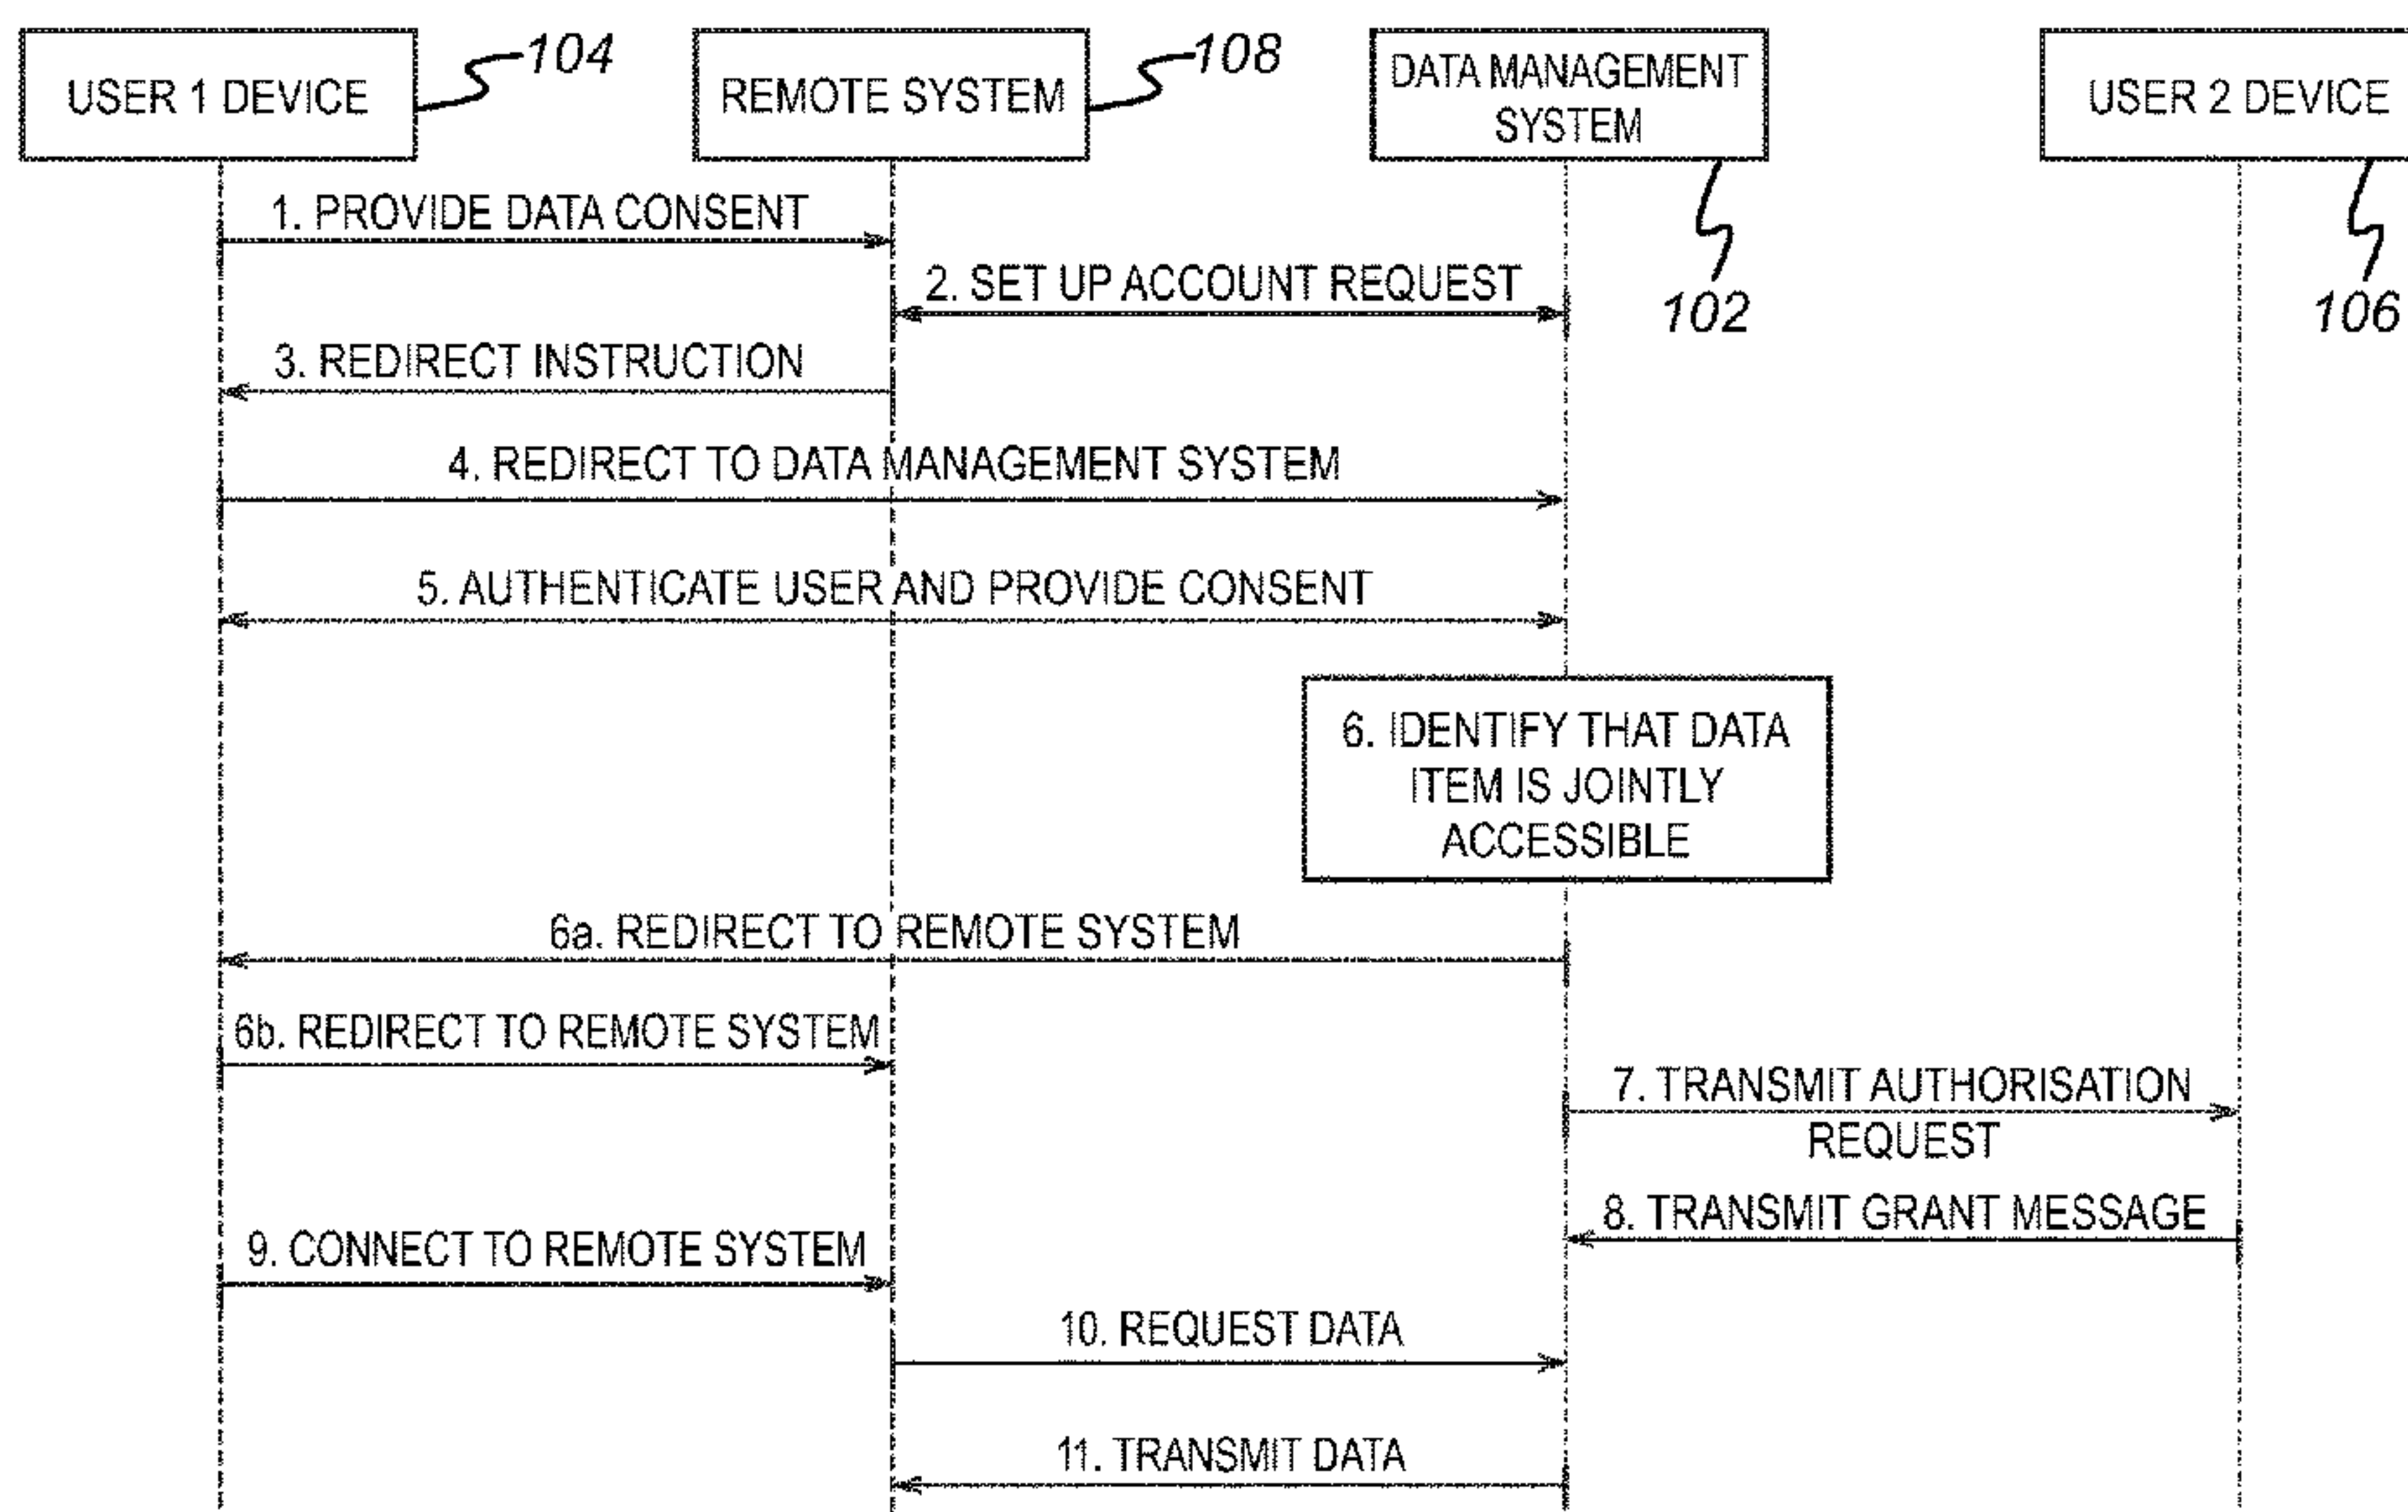 USER 1 DEVICE
104
REMOTE SYSTEM
108
DATA MANAGEMENT
SYSTEM
102
USER 2 DEVICE
106
1. PROVIDE DATA CONSENT
2. SET UP ACCOUNT REQUEST
3. REDIRECT INSTRUCTION
4. REDIRECT TO DATA MANAGEMENT SYSTEM
5. AUTHENTICATE USER AND PROVIDE CONSENT
6. IDENTIFY THAT DATA
ITEM IS JOINTLY
ACCESSIBLE
6a. REDIRECT TO REMOTE SYSTEM
6b. REDIRECT TO REMOTE SYSTEM
7. TRANSMIT AUTHORISATION
REQUEST
8. TRANSMIT GRANT MESSAGE
9. CONNECT TO REMOTE SYSTEM
10. REQUEST DATA
11. TRANSMIT DATA